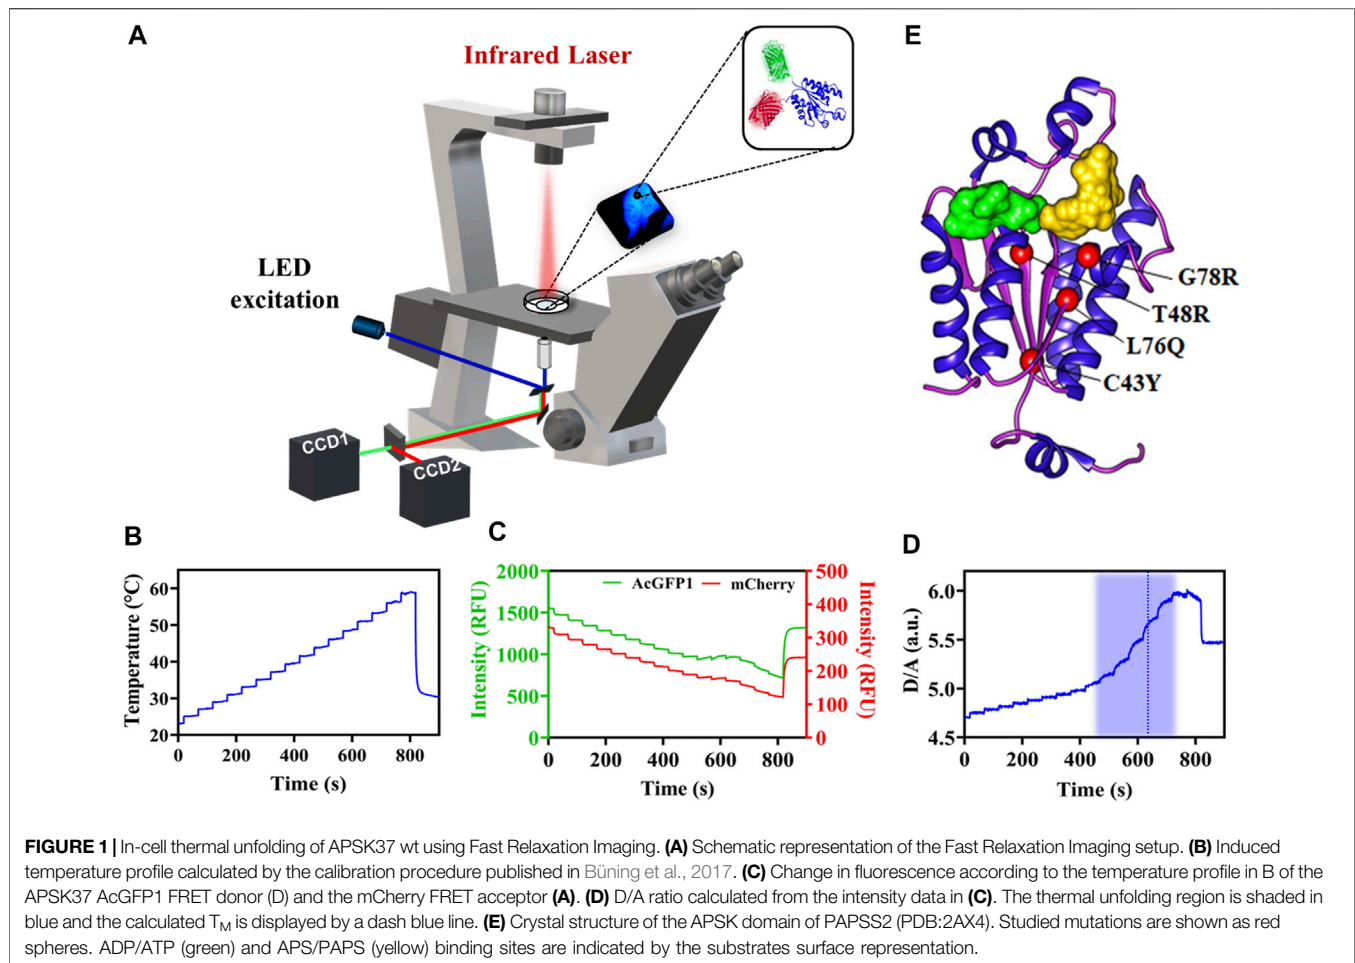 A
Infrared Laser
LED
excitation
CCD1
CCD2
E
G78R
T48R
L76Q
C43Y
B
Temperature (°C)
60
50
40
30
20
0 200 400 600 800
Time (s)
C
Intensity (RFU)
2000
1500
1000
500
0
AcGFP1 mCherry
500
400
300
200
100
0
Intensity (RFU)
0 200 400 600 800
Time (s)
D
D/A (a.u.)
6.0
5.5
5.0
4.5
0 200 400 600 800
Time (s)
FIGURE 1 | In-cell thermal unfolding of APSK37 wt using Fast Relaxation Imaging. (A) Schematic representation of the Fast Relaxation Imaging setup. (B) Induced
temperature profile calculated by the calibration procedure published in Büning et al., 2017. (C) Change in fluorescence according to the temperature profile in B of the
APSK37 AcGFP1 FRET donor (D) and the mCherry FRET acceptor (A). (D) D/A ratio calculated from the intensity data in (C). The thermal unfolding region is shaded in
blue and the calculated TM is displayed by a dash blue line. (E) Crystal structure of the APSK domain of PAPSS2 (PDB:2AX4). Studied mutations are shown as red
spheres. ADP/ATP (green) and APS/PAPS (yellow) binding sites are indicated by the substrates surface representation.